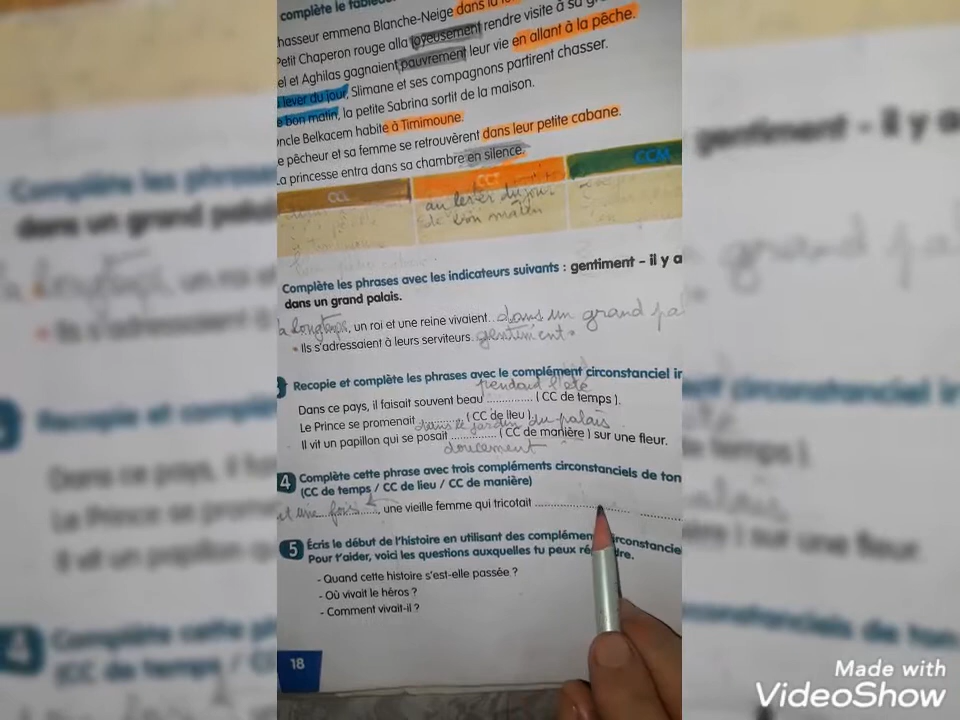 complète le tableau
hasseur emmena Blanche-Neige dans la
Petit Chaperon rouge alla joyeusement rendre visite à sa gr
el et Aghilas gagnaient pauvrement leur vie en allant à la pêche.
lever du jour, Slimane et ses compagnons partirent chasser.
e bon matin, la petite Sabrina sortit de la maison.
oncle Belkacem habite à Timimoune.
e pêcheur et sa femme se retrouvèrent dans leur petite cabane.
La princesse entra dans sa chambre en silence.
CCL CCT CCM
au lever du jour
de bon matin
Complète les phrases avec les indicateurs suivants : gentiment - il y a
dans un grand palais.
a longtemps, un roi et une reine vivaient dans un grand pa
• Ils s'adressaient à leurs serviteurs. gentiment.
Recopie et complète les phrases avec le complément circonstanciel in
pendant l'été
Dans ce pays, il faisait souvent beau .............. ( CC de temps ).
Le Prince se promenait .............. ( CC de lieu ).
dans le jardin du palais
Il vit un papillon qui se posait .............. ( CC de manière ) sur une fleur.
doucement
4 Complète cette phrase avec trois compléments circonstanciels de ton
(CC de temps / CC de lieu / CC de manière)
et une fois, une vieille femme qui tricotait ..............
5 Écris le début de l'histoire en utilisant des complémen circonstancie
Pour t'aider, voici les questions auxquelles tu peux ré dre.
- Quand cette histoire s'est-elle passée ?
- Où vivait le héros ?
- Comment vivait-il ?
18
Made with
VideoShow